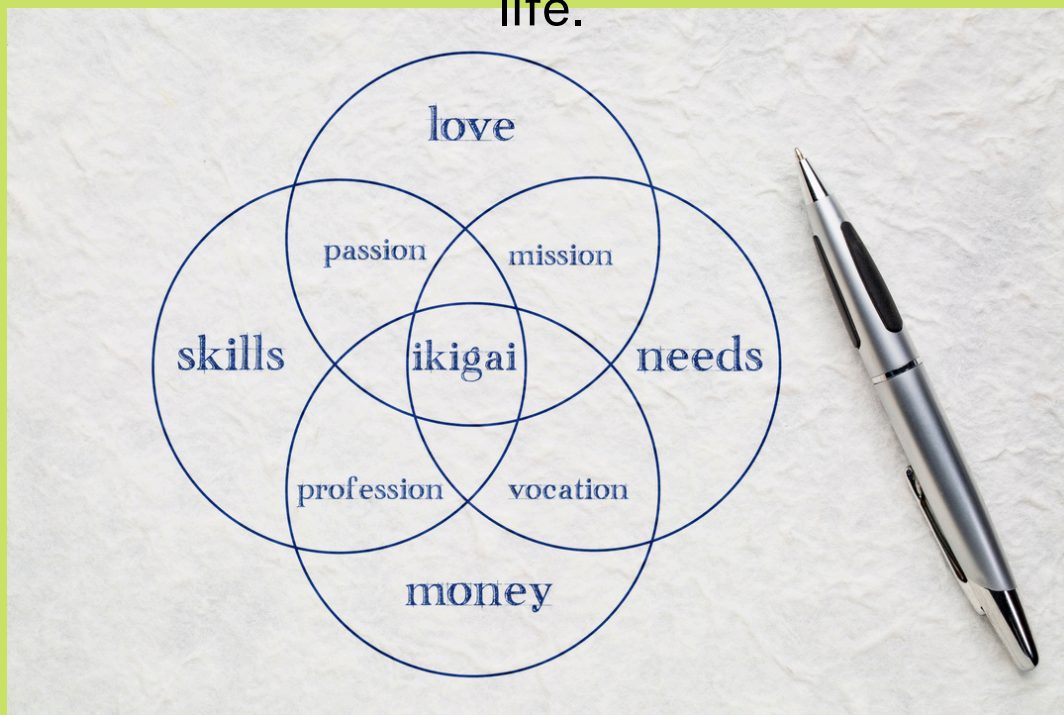 life.
love
passion mission
skills ikigai needs
profession vocation
money